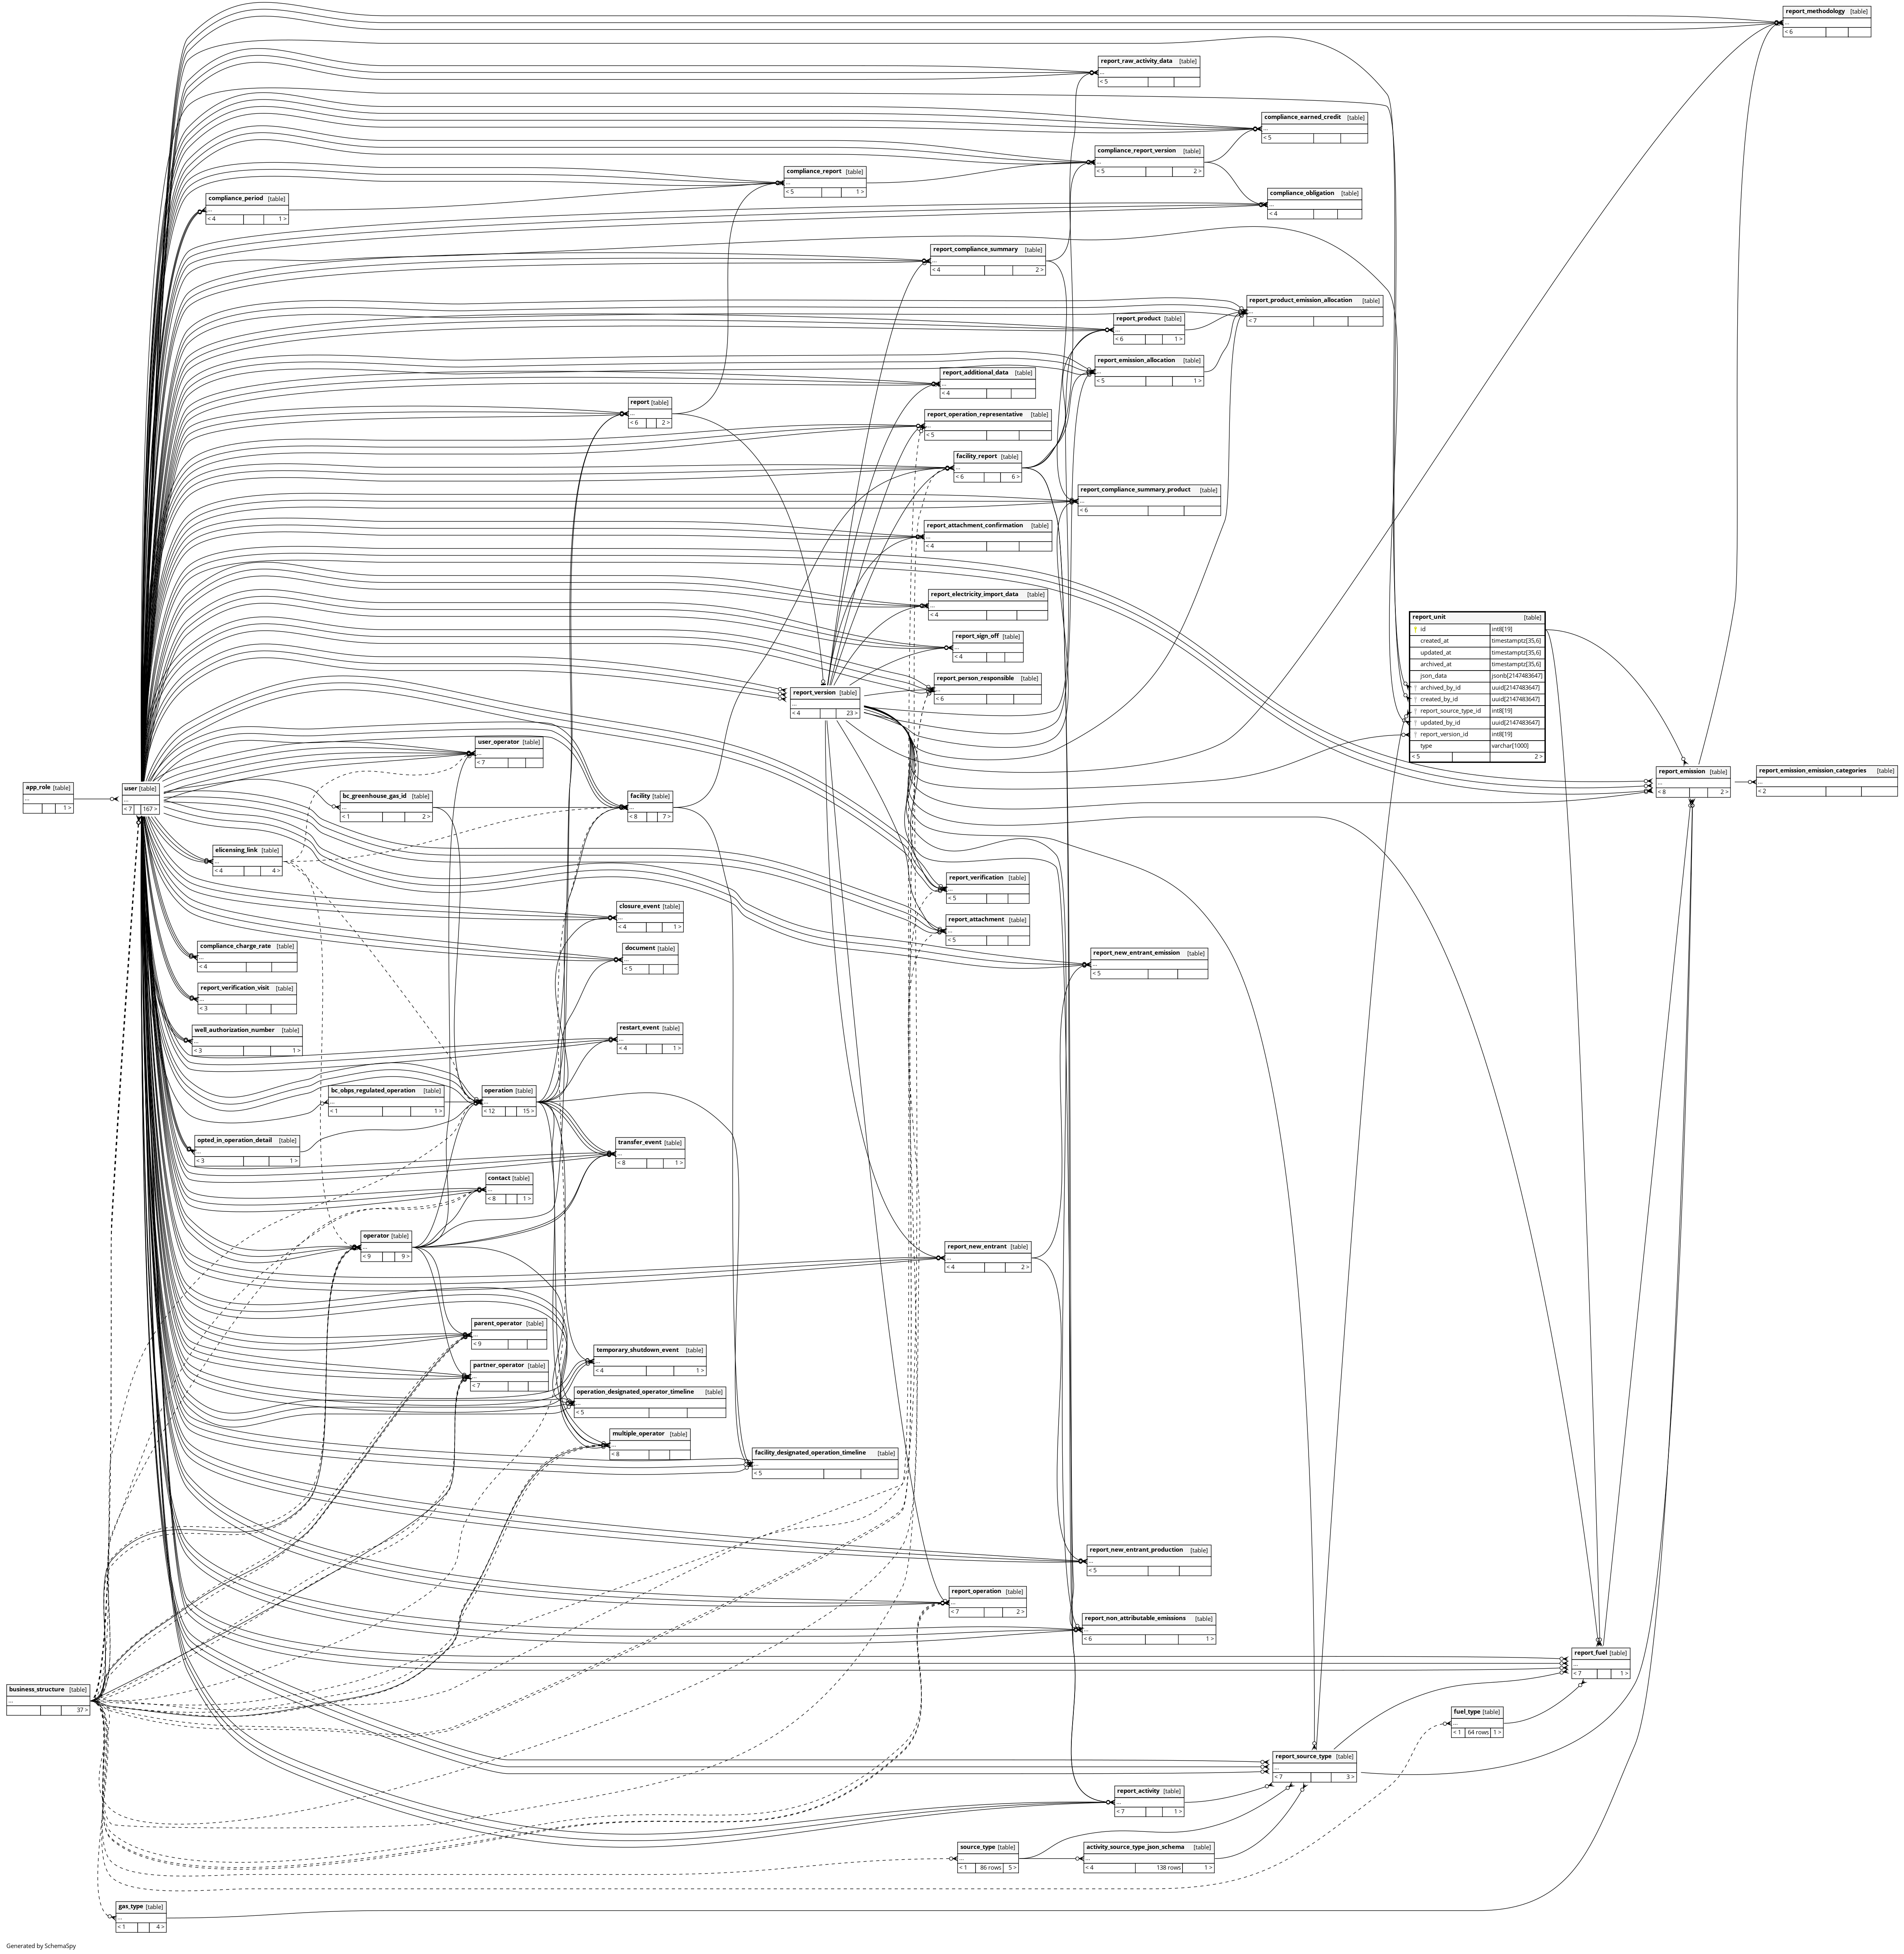 report_methodology [table]
...
< 6
report_raw_activity_data [table]
...
< 5
compliance_earned_credit [table]
...
< 5
compliance_report_version [table]
...
< 5 2 >
compliance_report [table]
...
< 5 1 >
compliance_period [table]
...
< 4 1 >
compliance_obligation [table]
...
< 4
report_compliance_summary [table]
...
< 4 2 >
report_product_emission_allocation [table]
...
< 7
report_product [table]
...
< 6 1 >
report_emission_allocation [table]
...
< 5 1 >
report_additional_data [table]
...
< 4
report [table]
...
< 6 2 >
report_operation_representative [table]
...
< 5
facility_report [table]
...
< 6 6 >
report_compliance_summary_product [table]
...
< 6
report_attachment_confirmation [table]
...
< 4
report_electricity_import_data [table]
...
< 4
report_unit [table]
id int8[19]
created_at timestamptz[35,6]
updated_at timestamptz[35,6]
archived_at timestamptz[35,6]
json_data jsonb[2147483647]
archived_by_id uuid[2147483647]
created_by_id uuid[2147483647]
report_source_type_id int8[19]
updated_by_id uuid[2147483647]
report_version_id int8[19]
type varchar[1000]
< 5 2 >
report_sign_off [table]
...
< 4
report_person_responsible [table]
...
< 6
report_version [table]
...
< 4 23 >
user_operator [table]
...
< 7
report_emission [table]
...
< 8 2 >
report_emission_emission_categories [table]
...
< 2
app_role [table]
...
1 >
user [table]
...
< 7 167 >
bc_greenhouse_gas_id [table]
...
< 1 2 >
facility [table]
...
< 8 7 >
elicensing_link [table]
...
< 4 4 >
report_verification [table]
...
< 5
closure_event [table]
...
< 4 1 >
report_attachment [table]
...
< 5
compliance_charge_rate [table]
...
< 4
document [table]
...
< 5
report_new_entrant_emission [table]
...
< 5
report_verification_visit [table]
...
< 3
well_authorization_number [table]
...
< 3 1 >
restart_event [table]
...
< 4 1 >
bc_obps_regulated_operation [table]
...
< 1 1 >
operation [table]
...
< 12 15 >
opted_in_operation_detail [table]
...
< 3 1 >
transfer_event [table]
...
< 8 1 >
contact [table]
...
< 8 1 >
operator [table]
...
< 9 9 >
report_new_entrant [table]
...
< 4 2 >
parent_operator [table]
...
< 9
temporary_shutdown_event [table]
...
< 4 1 >
partner_operator [table]
...
< 7
operation_designated_operator_timeline [table]
...
< 5
multiple_operator [table]
...
< 8
facility_designated_operation_timeline [table]
...
< 5
report_new_entrant_production [table]
...
< 5
report_operation [table]
...
< 7 2 >
report_non_attributable_emissions [table]
...
< 6 1 >
report_fuel [table]
...
< 7 1 >
business_structure [table]
...
37 >
fuel_type [table]
...
< 1 64 rows 1 >
report_source_type [table]
...
< 7 3 >
report_activity [table]
...
< 7 1 >
source_type [table]
...
< 1 86 rows 5 >
activity_source_type_json_schema [table]
...
< 4 138 rows 1 >
gas_type [table]
...
< 1 4 >
Generated by SchemaSpy